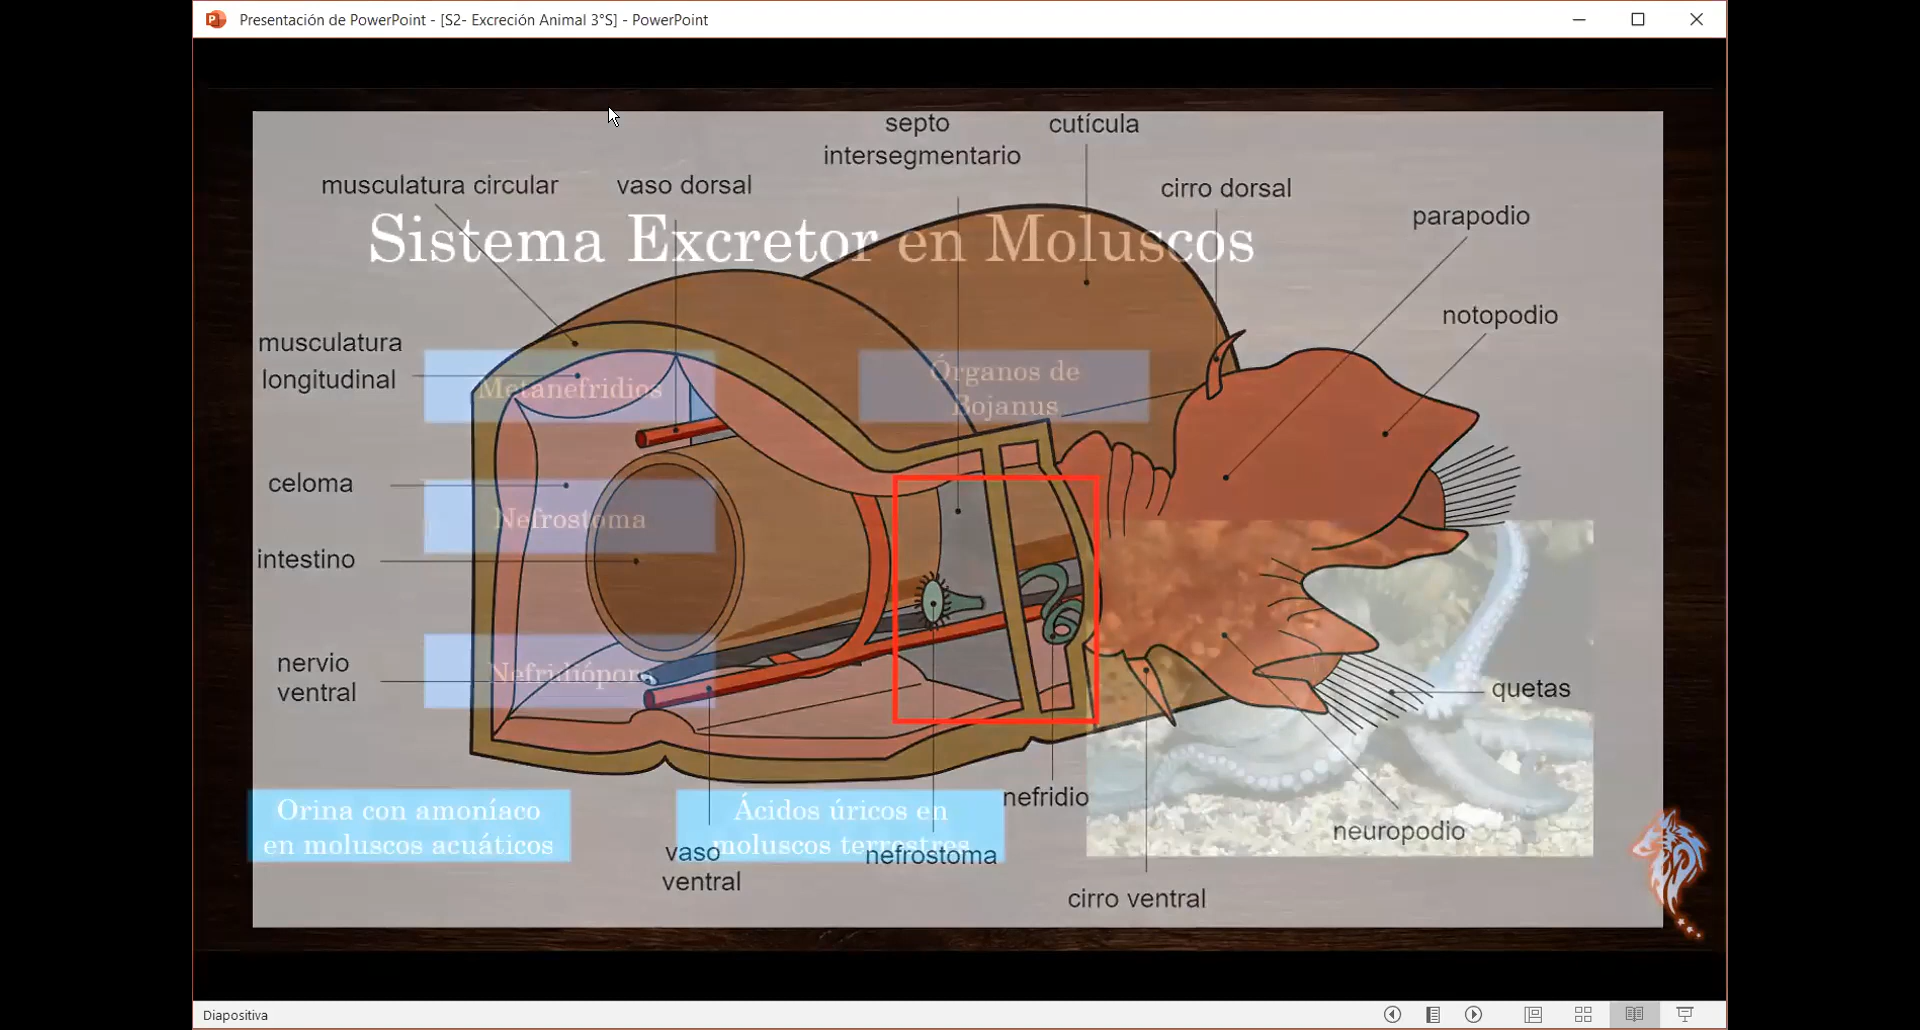 Presentación de PowerPoint - [S2- Excreción Animal 3°S] - PowerPoint
septo
intersegmentario
cutícula
musculatura circular
vaso dorsal
cirro dorsal
parapodio
Sistema Excretor en Moluscos
notopodio
musculatura
longitudinal
Metanefridios
Órganos de
Bojanus
celoma
Nefrostoma
intestino
nervio
ventral
Nefridióporo
quetas
Orina con amoníaco
en moluscos acuáticos
Ácidos úricos en
moluscos terrestres
nefridio
neuropodio
vaso
ventral
nefrostoma
cirro ventral
Diapositiva